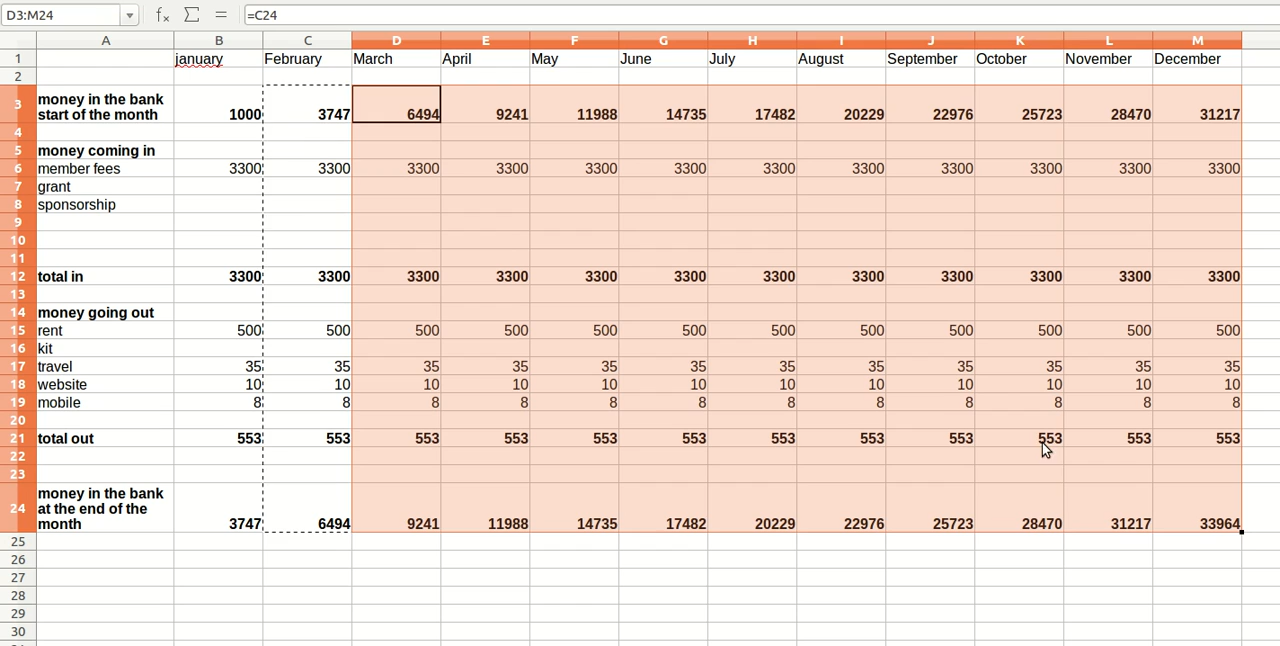 D3:M24 fx Σ = =C24
A B C D E F G H I J K L M
1 january February March April May June July August September October November December
2
money in the bank
3 start of the month 1000 3747 6494 9241 11988 14735 17482 20229 22976 25723 28470 31217
4
5 money coming in
6 member fees 3300 3300 3300 3300 3300 3300 3300 3300 3300 3300 3300 3300
7 grant
8 sponsorship
9
10
11
12 total in 3300 3300 3300 3300 3300 3300 3300 3300 3300 3300 3300 3300
13
14 money going out
15 rent 500 500 500 500 500 500 500 500 500 500 500 500
16 kit
17 travel 35 35 35 35 35 35 35 35 35 35 35 35
18 website 10 10 10 10 10 10 10 10 10 10 10 10
19 mobile 8 8 8 8 8 8 8 8 8 8 8 8
20
21 total out 553 553 553 553 553 553 553 553 553 553 553 553
22
23
money in the bank
24 at the end of the
month 3747 6494 9241 11988 14735 17482 20229 22976 25723 28470 31217 33964
25
26
27
28
29
30